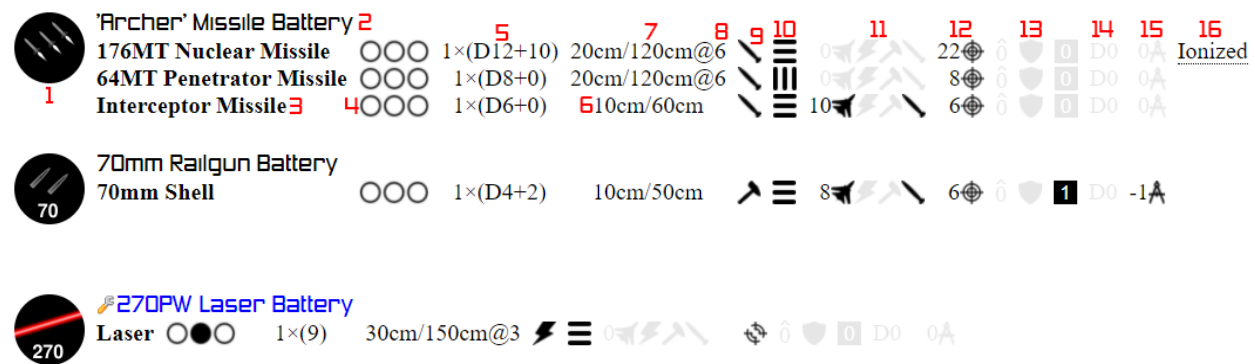 'Archer' Missile Battery 2 5 7 8 9 10 11 12 13 14 15 16
176MT Nuclear Missile 1×(D12+10) 20cm/120cm@6 0 22 0 0 D0 0 Ionized
64MT Penetrator Missile 1×(D8+0) 20cm/120cm@6 0 8 0 0 D0 0
1 Interceptor Missile 3 4 1×(D6+0) 6 10cm/60cm 10 6 0 0 D0 0
70mm Railgun Battery
70mm Shell 1×(D4+2) 10cm/50cm 8 6 0 1 D0 -1
70
270PW Laser Battery
Laser 1×(9) 30cm/150cm@3 0 0 0 D0 0
270